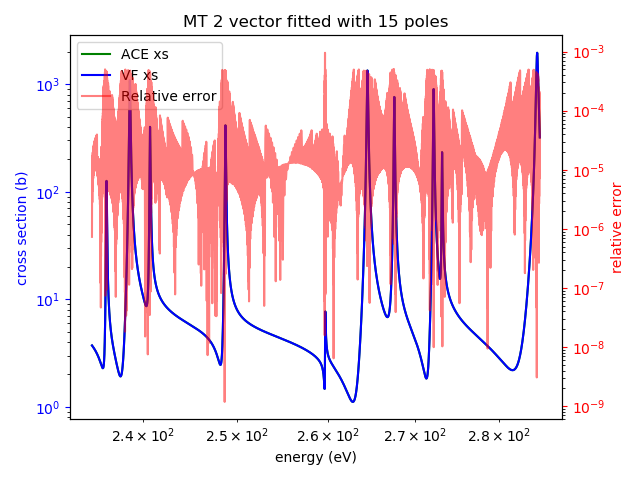 MT 2 vector fitted with 15 poles
ACE xs
VF xs
Relative error
cross section (b)
10³
10²
10¹
10⁰
10⁻³
10⁻⁴
10⁻⁵
10⁻⁶
10⁻⁷
10⁻⁸
10⁻⁹
relative error
2.4 × 10² 2.5 × 10² 2.6 × 10² 2.7 × 10² 2.8 × 10²
energy (eV)